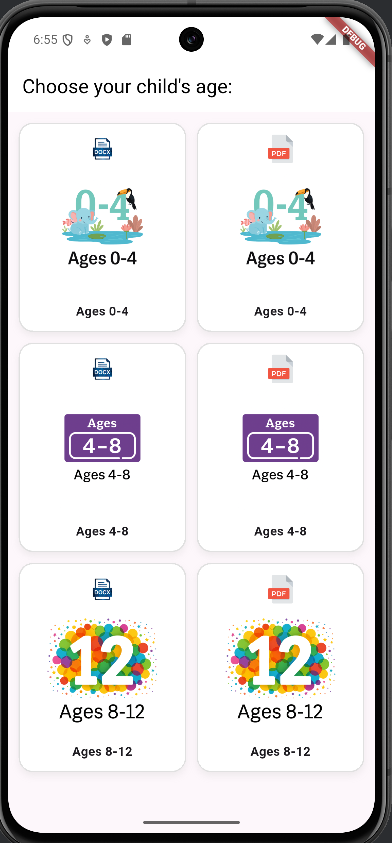 6:55
DEBUG
Choose your child's age:
DOCX
PDF
0-4
0-4
Ages 0-4
Ages 0-4
Ages 0-4
Ages 0-4
DOCX
PDF
Ages
Ages
4-8
4-8
Ages 4-8
Ages 4-8
Ages 4-8
Ages 4-8
DOCX
PDF
12
12
Ages 8-12
Ages 8-12
Ages 8-12
Ages 8-12